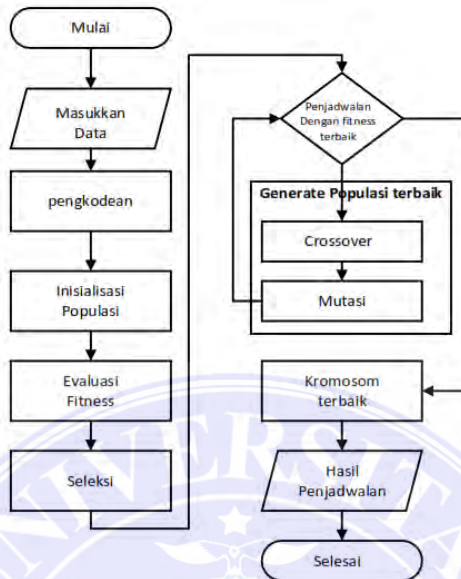 Mulai
Masukkan
Data
pengkodean
Inisialisasi
Populasi
Evaluasi
Fitness
Seleksi
Penjadwalan
Dengan fitness
terbaik
Generate Populasi terbaik
Crossover
Mutasi
Kromosom
terbaik
Hasil
Penjadwalan
Selesai
UNIVERSITA